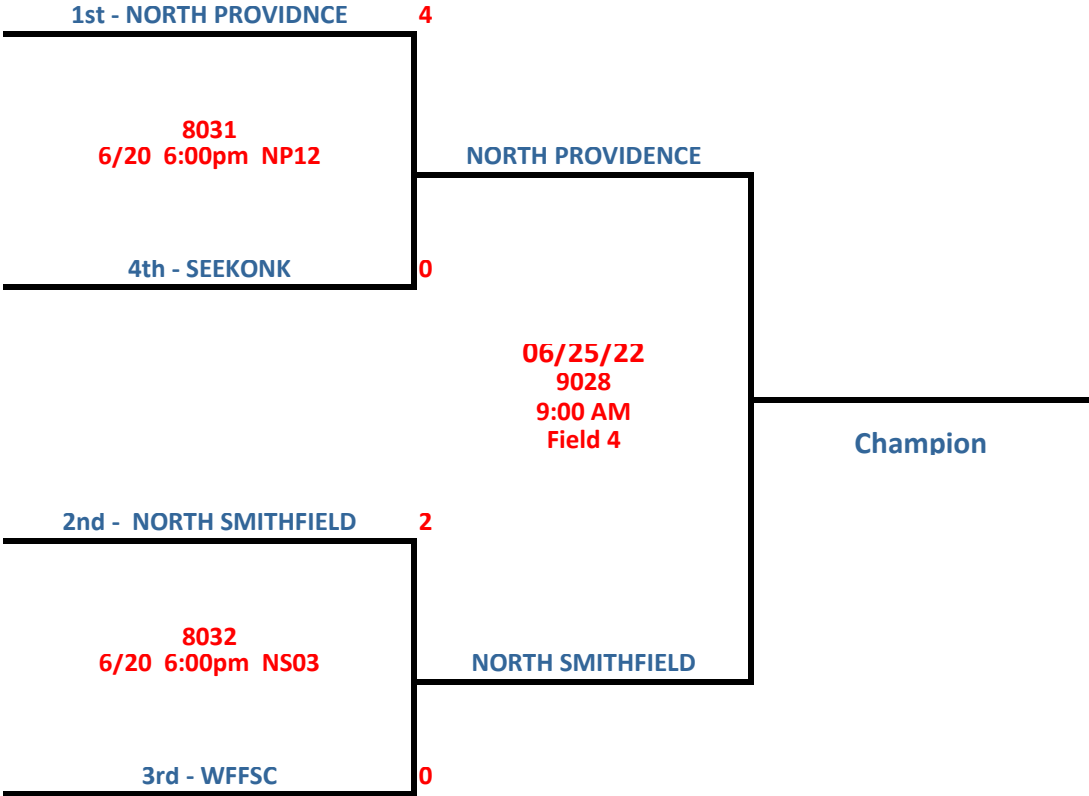 1st - NORTH PROVIDNCE 4
8031
6/20 6:00pm NP12
NORTH PROVIDENCE
4th - SEEKONK 0
06/25/22
9028
9:00 AM
Field 4
Champion
2nd - NORTH SMITHFIELD 2
8032
6/20 6:00pm NS03
NORTH SMITHFIELD
3rd - WFFSC 0